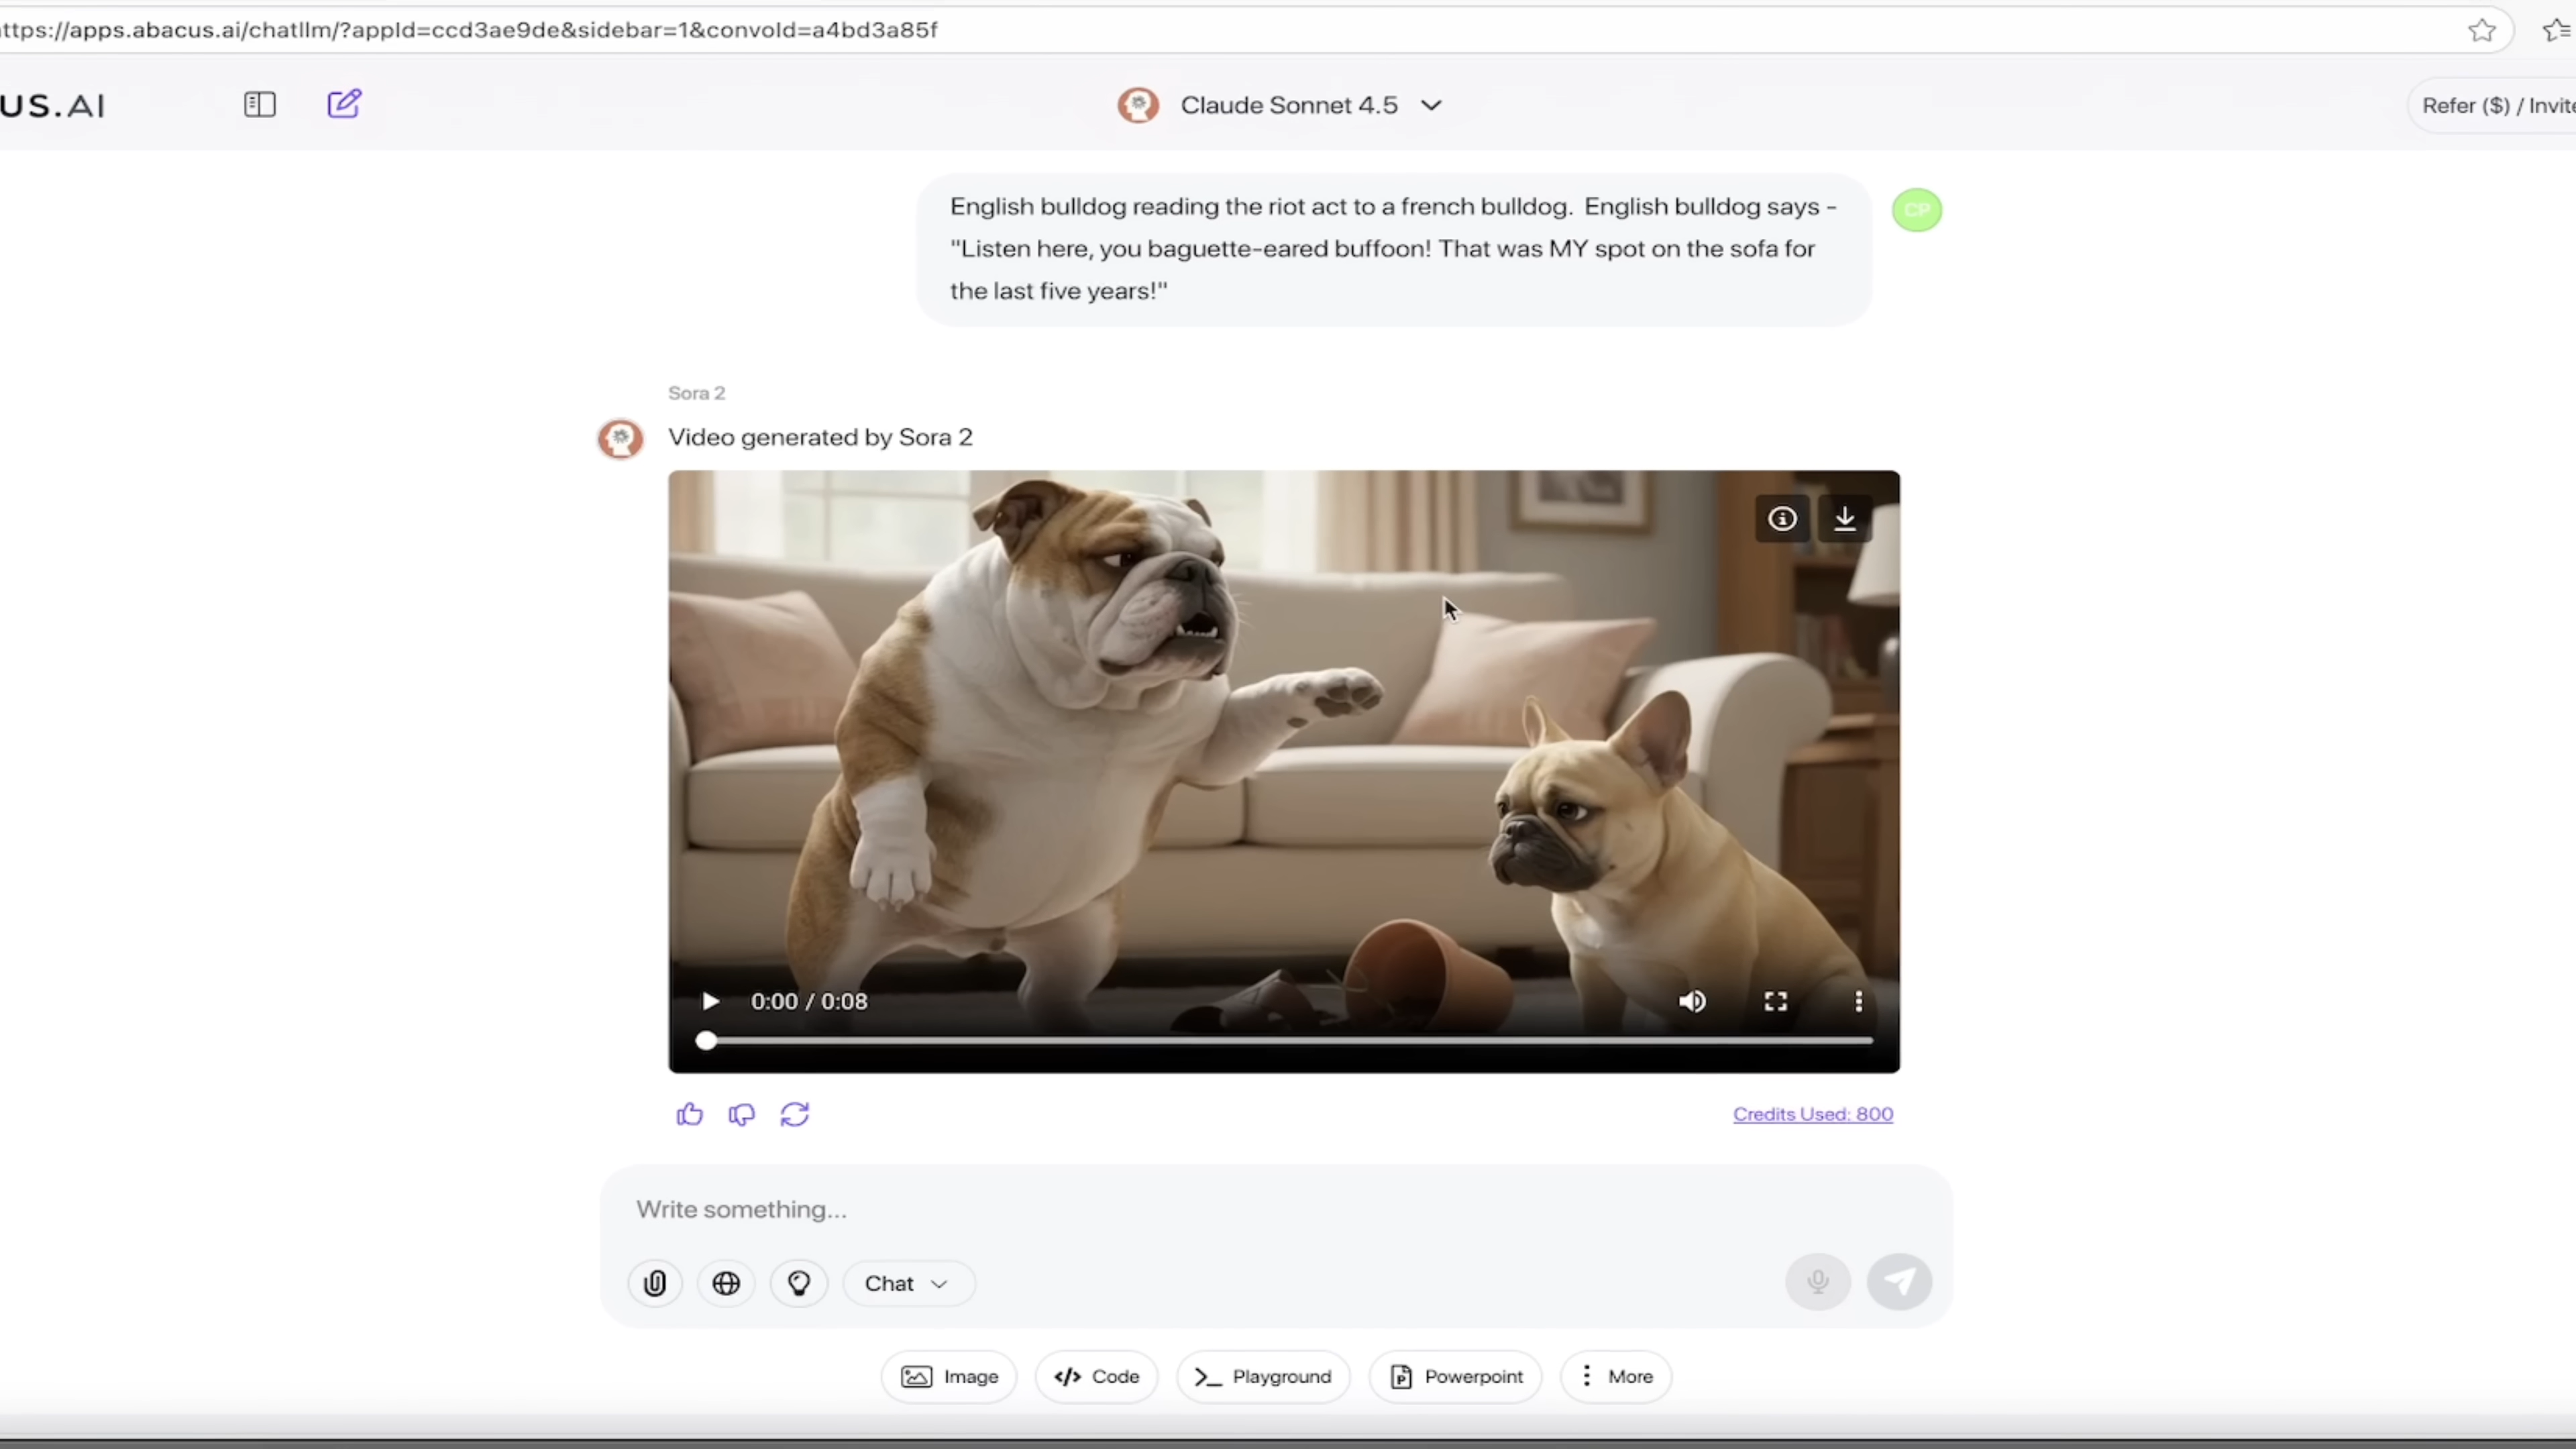 ttps://apps.abacus.ai/chatllm/?appId=ccd3ae9de&sidebar=1&convoId=a4bd3a85f
US.AI
Claude Sonnet 4.5
Refer ($) / Invite
English bulldog reading the riot act to a french bulldog. English bulldog says -
"Listen here, you baguette-eared buffoon! That was MY spot on the sofa for
the last five years!"
CP
Sora 2
Video generated by Sora 2
0:00 / 0:08
Credits Used: 800
Write something...
Chat
Image
Code
Playground
Powerpoint
More